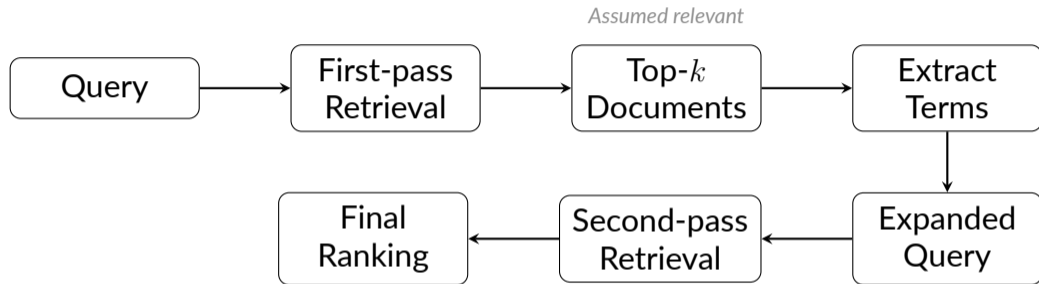 Assumed relevant
Query
First-pass
Retrieval
Top-k
Documents
Extract
Terms
Expanded
Query
Second-pass
Retrieval
Final
Ranking